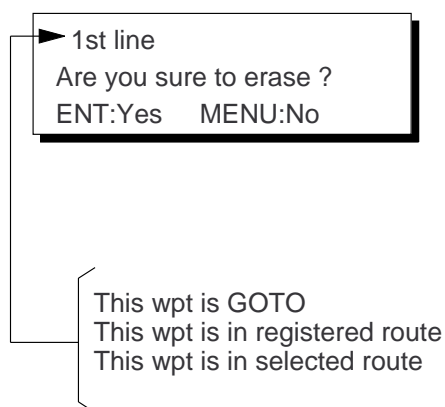 1st line
Are you sure to erase ?
ENT:Yes MENU:No
This wpt is GOTO
This wpt is in registered route
This wpt is in selected route